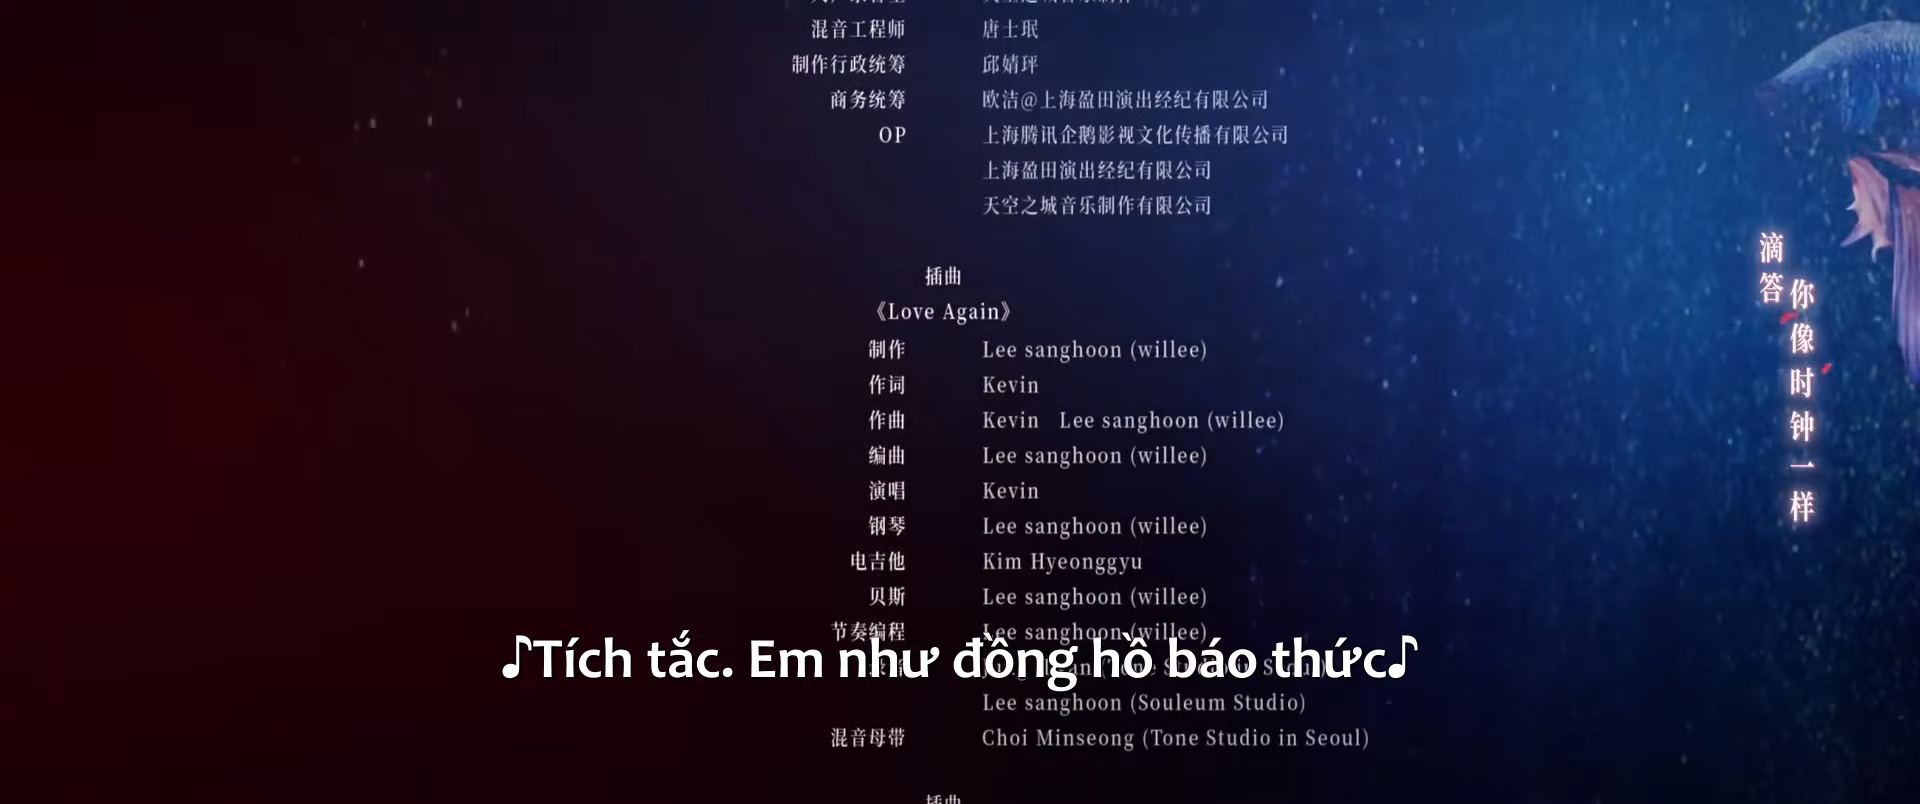 混音工程师 唐士珉
制作行政统筹 邱婧玶
商务统筹 欧洁@上海盈田演出经纪有限公司
OP 上海腾讯企鹅影视文化传播有限公司
上海盈田演出经纪有限公司
天空之城音乐制作有限公司
插曲
《Love Again》
制作 Lee sanghoon (willee)
作词 Kevin
作曲 Kevin Lee sanghoon (willee)
编曲 Lee sanghoon (willee)
演唱 Kevin
钢琴 Lee sanghoon (willee)
电吉他 Kim Hyeonggyu
贝斯 Lee sanghoon (willee)
节奏编程 Lee sanghoon (willee)
♪Tích tắc. Em như đồng hồ báo thức♪
Lee sanghoon (Souleum Studio)
混音母带 Choi Minseong (Tone Studio in Seoul)
插曲
滴答
你像时钟一样